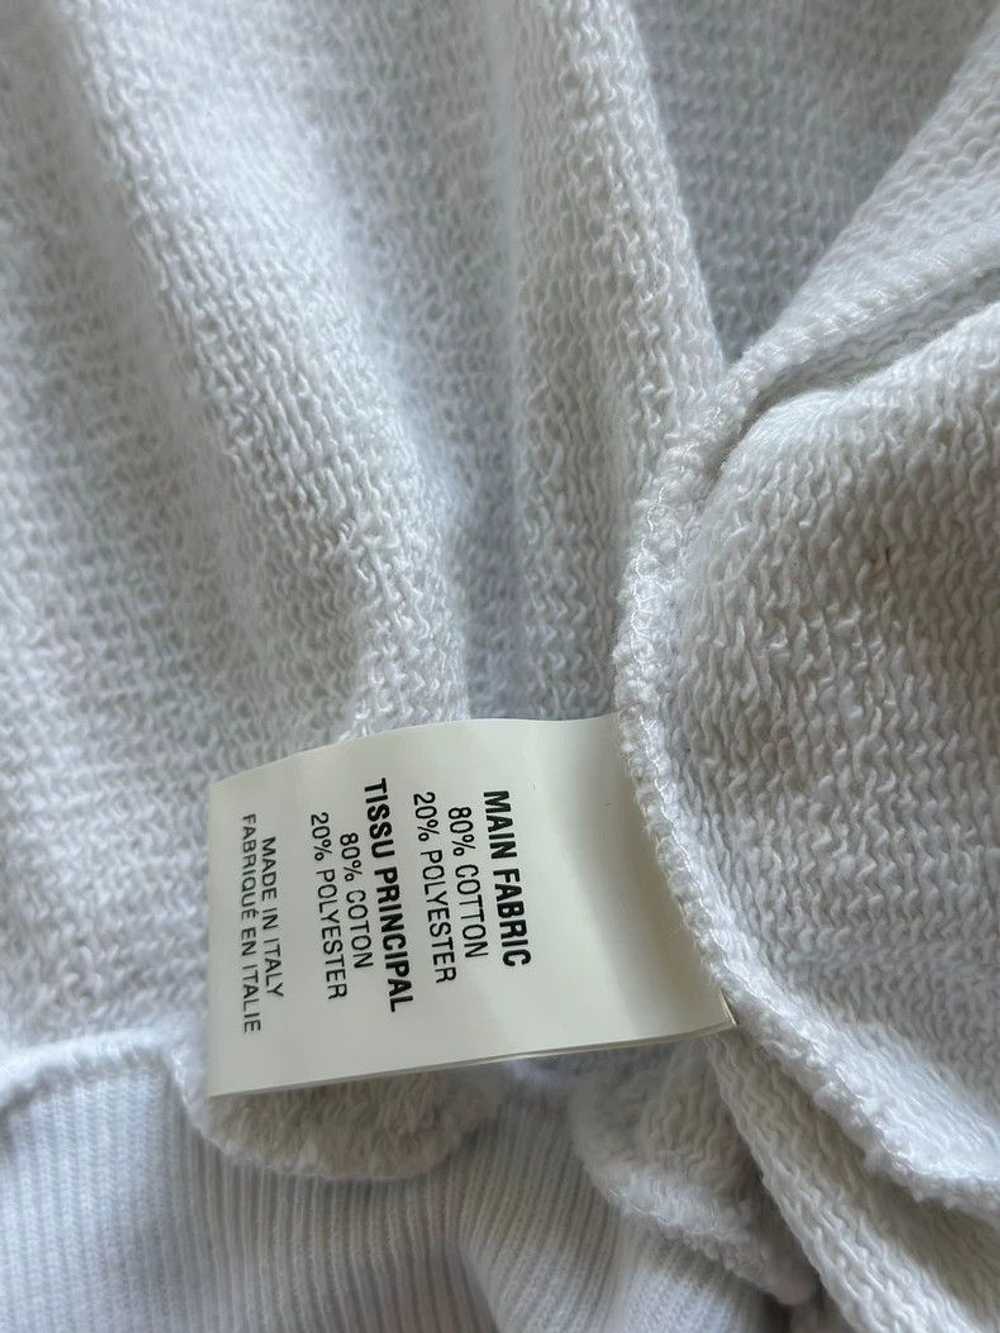 MAIN FABRIC
80% COTTON
20% POLYESTER
TISSU PRINCIPAL
80% COTON
20% POLYESTER
MADE IN ITALY
FABRIQUÉ EN ITALIE